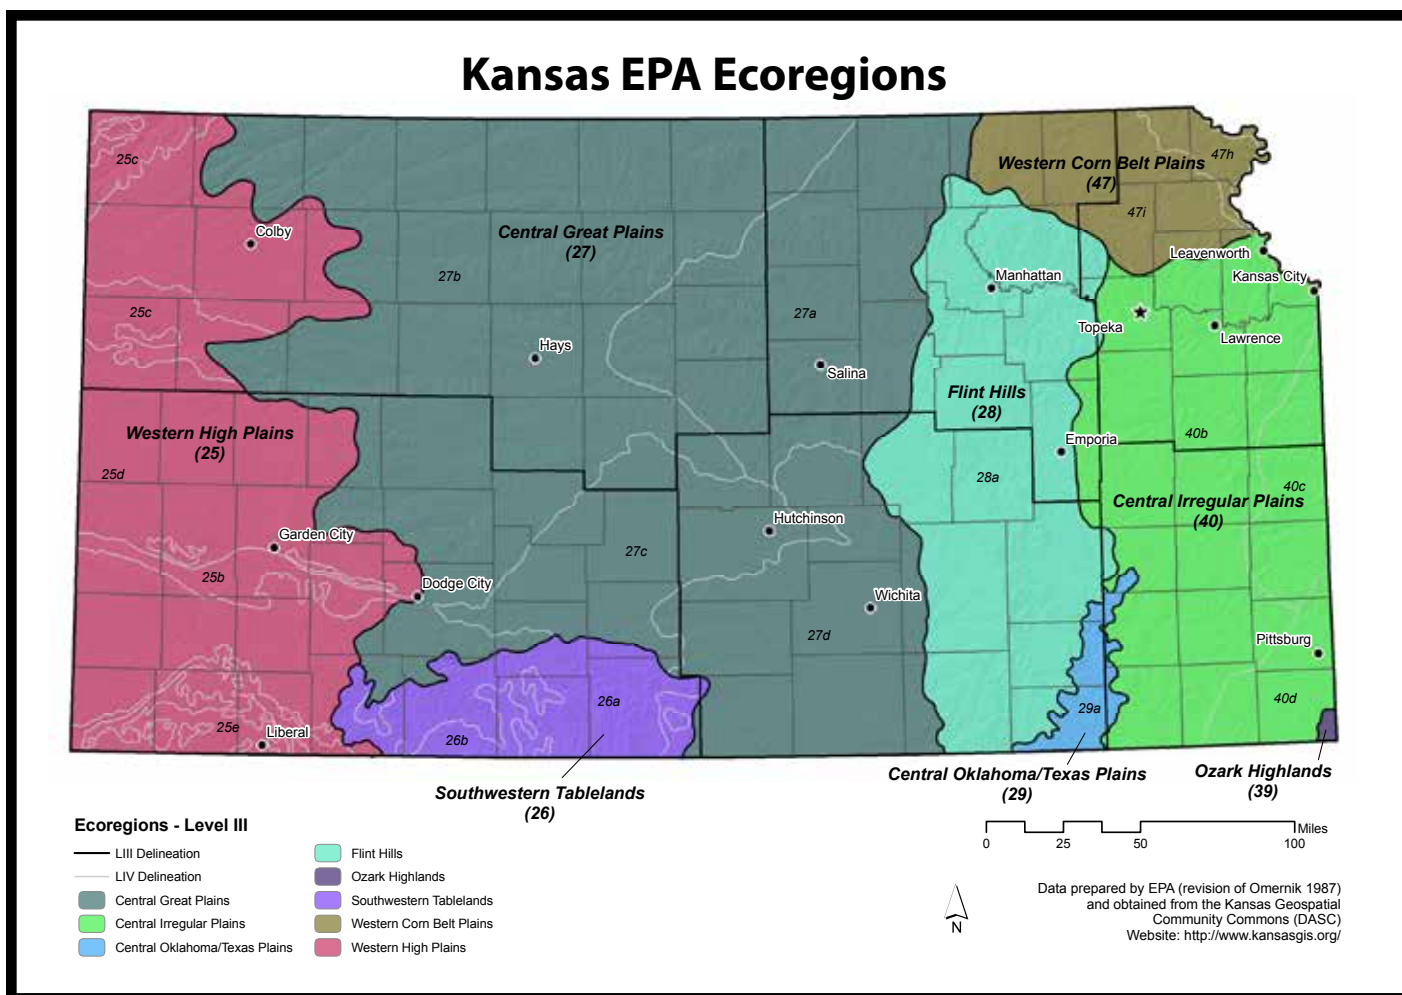 Kansas EPA Ecoregions
25c
Western Corn Belt Plains
(47)
47h
47i
Colby
Central Great Plains
(27)
27b
Leavenworth
Kansas City
Manhattan
25c
27a
Topeka
Lawrence
Hays
Salina
Flint Hills
(28)
Western High Plains
(25)
25d
Emporia
40b
28a
40c
Central Irregular Plains
(40)
Hutchinson
Garden City
27c
25b
Dodge City
Wichita
27d
Pittsburg
26a
29a
40d
25e
Liberal
26b
Southwestern Tablelands
(26)
Central Oklahoma/Texas Plains
(29)
Ozark Highlands
(39)
Ecoregions - Level III
LIII Delineation
LIV Delineation
Central Great Plains
Central Irregular Plains
Central Oklahoma/Texas Plains
Flint Hills
Ozark Highlands
Southwestern Tablelands
Western Corn Belt Plains
Western High Plains
Miles
0 25 50 100
N
Data prepared by EPA (revision of Omernik 1987)
and obtained from the Kansas Geospatial
Community Commons (DASC)
Website: http://www.kansasgis.org/